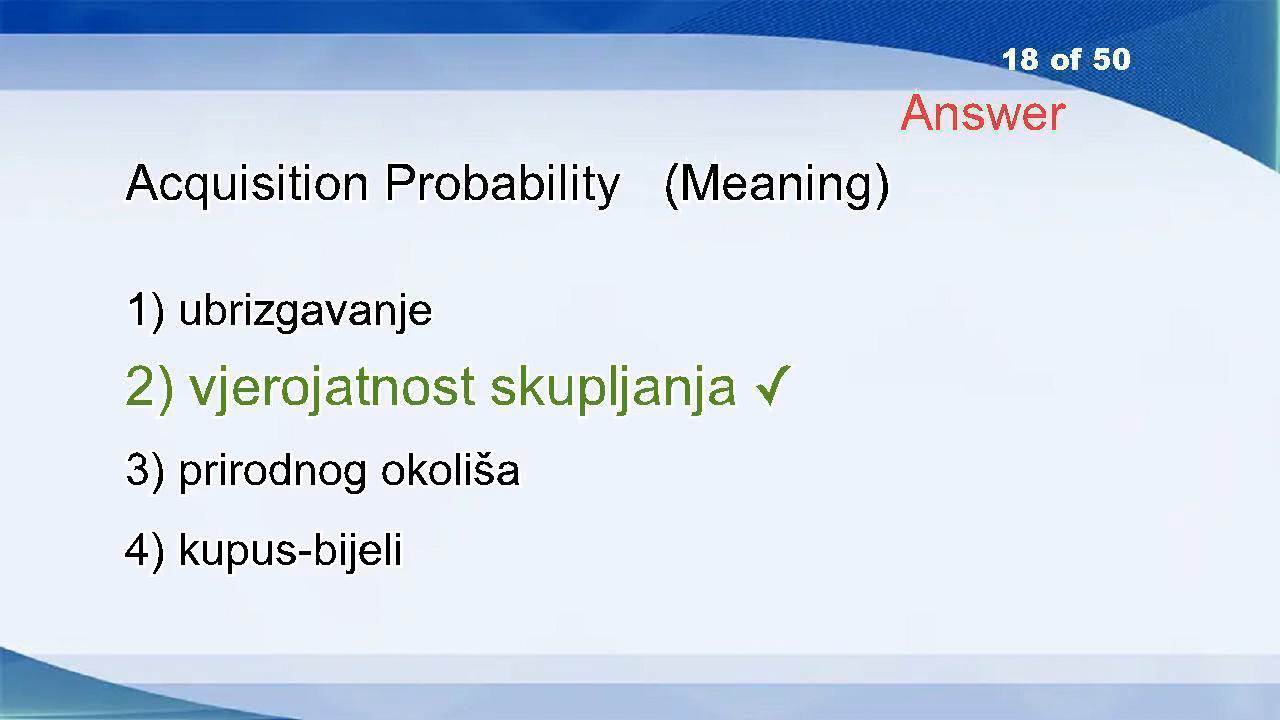 18 of 50
Answer
Acquisition Probability (Meaning)
1) ubrizgavanje
2) vjerojatnost skupljanja ✓
3) prirodnog okoliša
4) kupus-bijeli